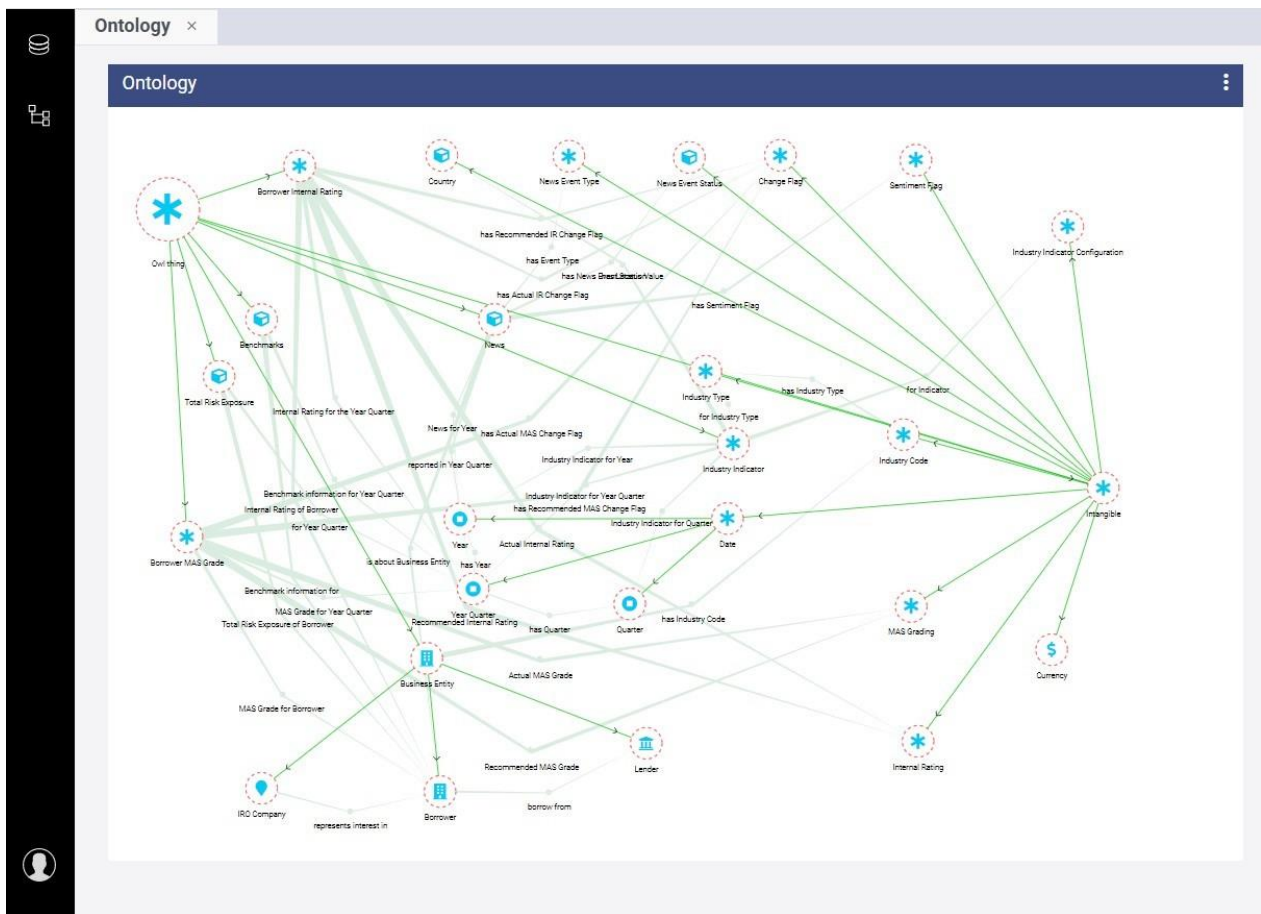 Ontology ×
Ontology
Borrower Internal Rating
Country
News Event Type
News Event Status
Change Flag
Sentiment Flag
Owl thing
has Recommended IR Change Flag
Industry Indicator Configuration
has Event Type
has News Event Status
Value
has Actual IR Change Flag
has Sentiment Flag
Benchmarks
News
Industry Type
has Industry Type
for Indicator
Total Risk Exposure
Internal Rating for the Year Quarter
for Industry Type
News for Year
has Actual MAS Change Flag
reported in Year Quarter
Industry Indicator for Year
Industry Indicator
Industry Code
Benchmark information for Year Quarter
Industry Indicator for Year Quarter
Internal Rating of Borrower
has Recommended MAS Change Flag
Intangible
for Year Quarter
Industry Indicator for Quarter
Year
Actual Internal Rating
Date
Borrower MAS Grade
is about Business Entity
has Year
Benchmark information for
MAS Grade for Year Quarter
Year Quarter
Total Risk Exposure of Borrower
Recommended Internal Rating
has Quarter
Quarter
has Industry Code
MAS Grading
Business Entity
Actual MAS Grade
Currency
MAS Grade for Borrower
Recommended MAS Grade
Lender
Internal Rating
IRO Company
Borrower
borrow from
represents interest in